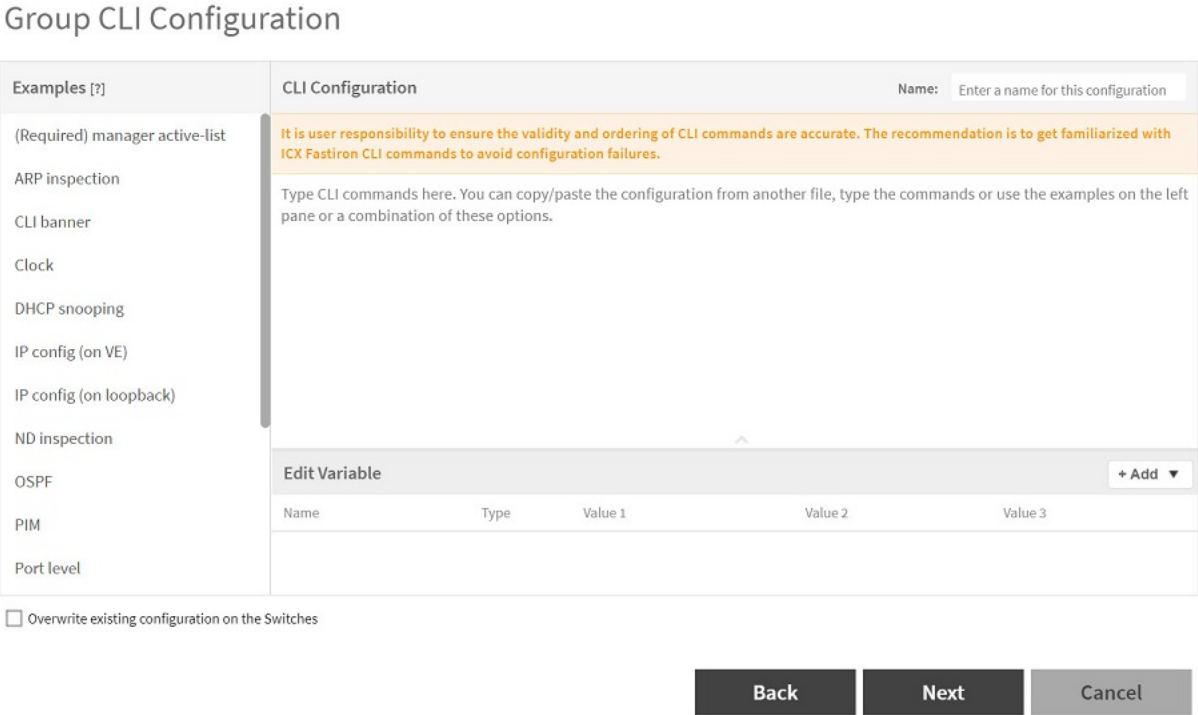 Group CLI Configuration
Examples [?]
CLI Configuration
Name: Enter a name for this configuration
(Required) manager active-list
ARP inspection
CLI banner
Clock
DHCP snooping
IP config (on VE)
IP config (on loopback)
ND inspection
OSPF
PIM
Port level
It is user responsibility to ensure the validity and ordering of CLI commands are accurate. The recommendation is to get familiarized with
ICX Fastiron CLI commands to avoid configuration failures.
Type CLI commands here. You can copy/paste the configuration from another file, type the commands or use the examples on the left
pane or a combination of these options.
Edit Variable
+ Add ▼
Name Type Value 1 Value 2 Value 3
Overwrite existing configuration on the Switches
Back Next Cancel